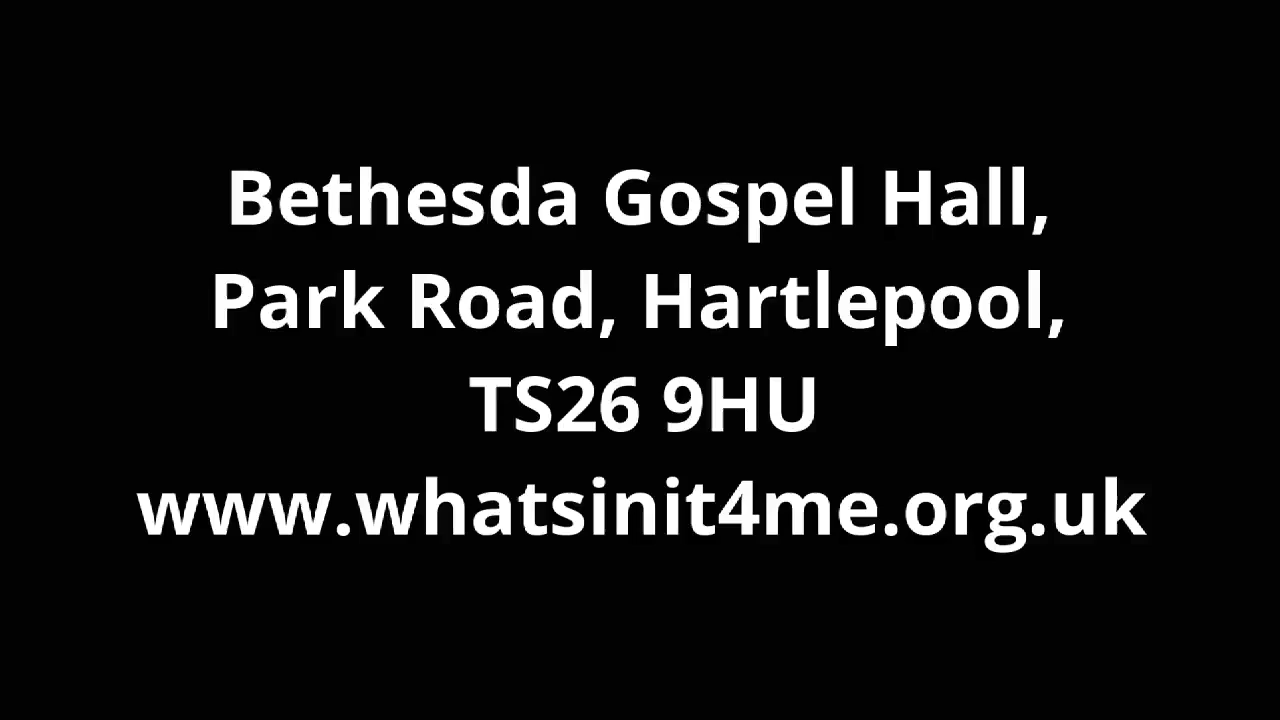 Bethesda Gospel Hall,
Park Road, Hartlepool,
TS26 9HU
www.whatsinit4me.org.uk